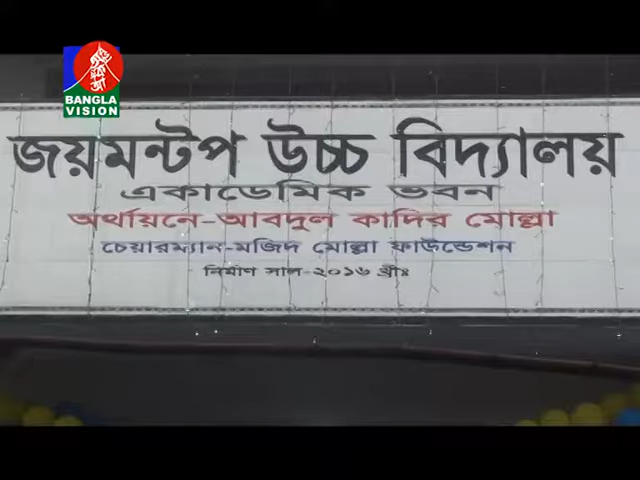 BANGLA
VISION
জয়মন্টপ উচ্চ বিদ্যালয়
একাডেমিক ভবন
অর্থায়নে-আবদুল কাদির মোল্লা
চেয়ারম্যান-মজিদ মোল্লা ফাউন্ডেশন
নির্মাণ সাল-২০১৬ খ্রীঃ